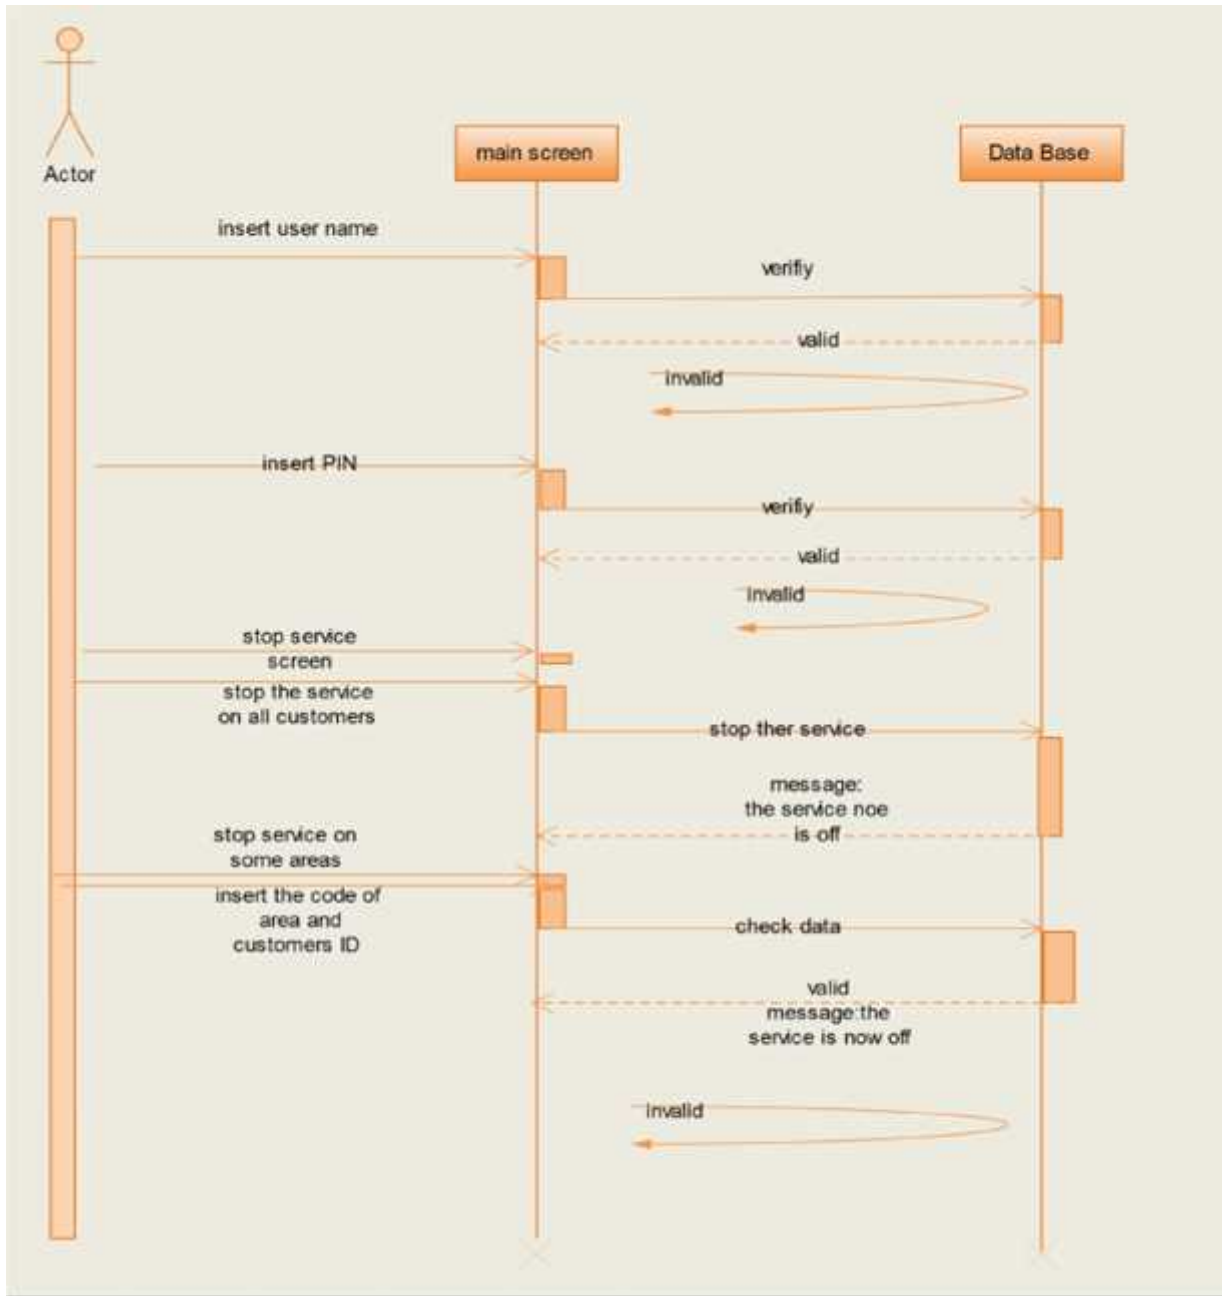 Actor
main screen
Data Base
insert user name
verifiy
valid
invalid
insert PIN
verifiy
valid
invalid
stop service
screen
stop the service
on all customers
stop ther service
message:
the service noe
is off
stop service on
some areas
insert the code of
area and
customers ID
check data
valid
message:the
service is now off
invalid